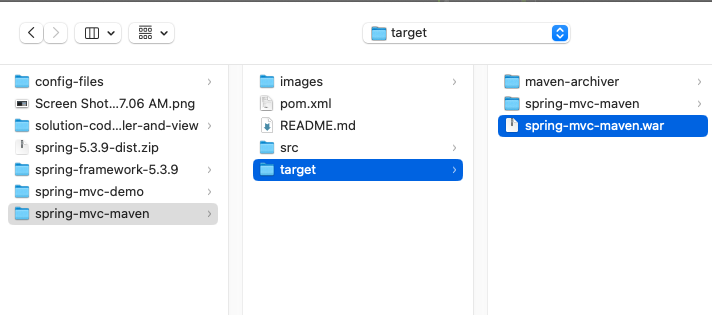 target
config-files
Screen Shot...7.06 AM.png
solution-cod...ler-and-view
spring-5.3.9-dist.zip
spring-framework-5.3.9
spring-mvc-demo
spring-mvc-maven
images
pom.xml
README.md
src
target
maven-archiver
spring-mvc-maven
spring-mvc-maven.war